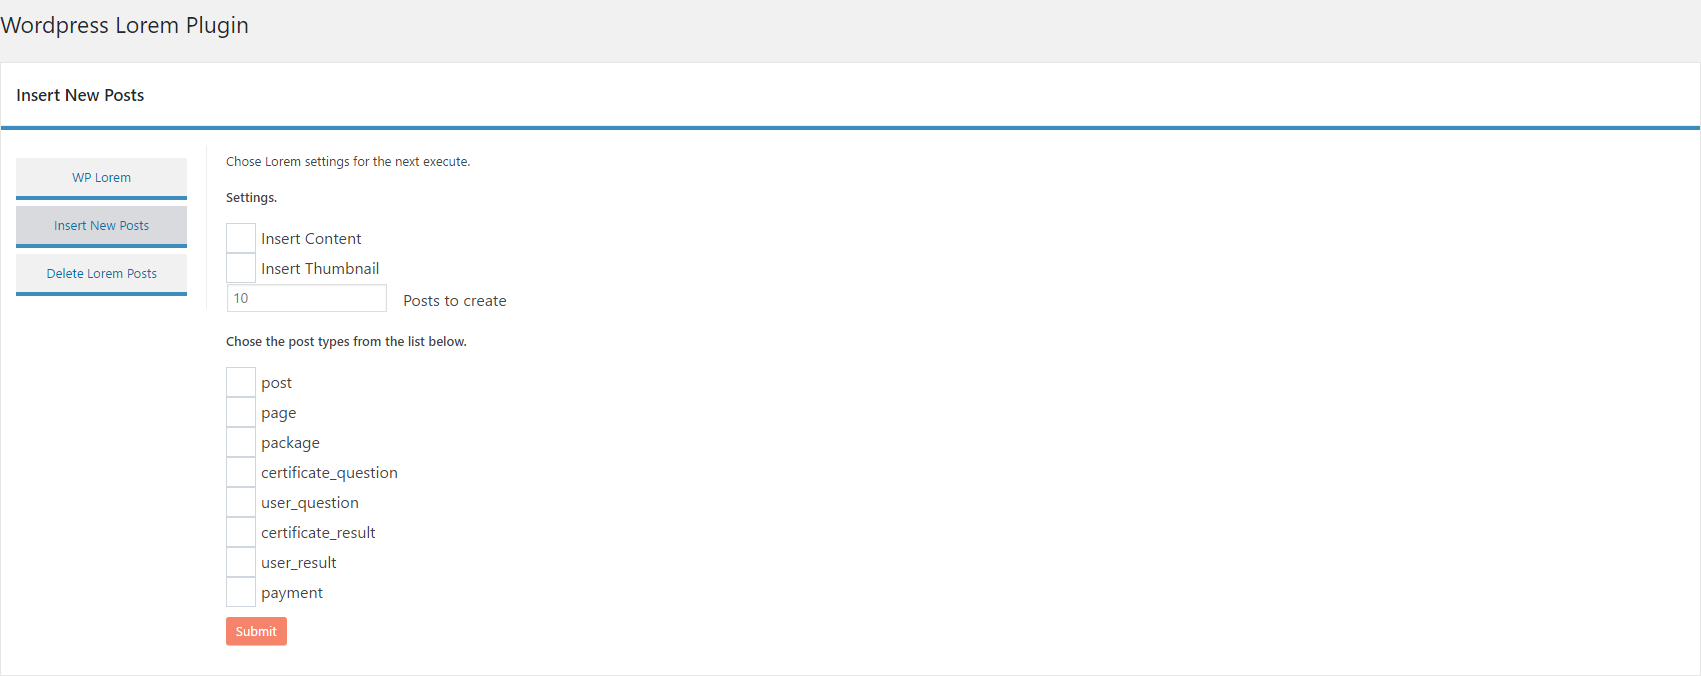 Wordpress Lorem Plugin
Insert New Posts
WP Lorem
Insert New Posts
Delete Lorem Posts
Chose Lorem settings for the next execute.
Settings.
Insert Content
Insert Thumbnail
10 Posts to create
Chose the post types from the list below.
post
page
package
certificate_question
user_question
certificate_result
user_result
payment
Submit